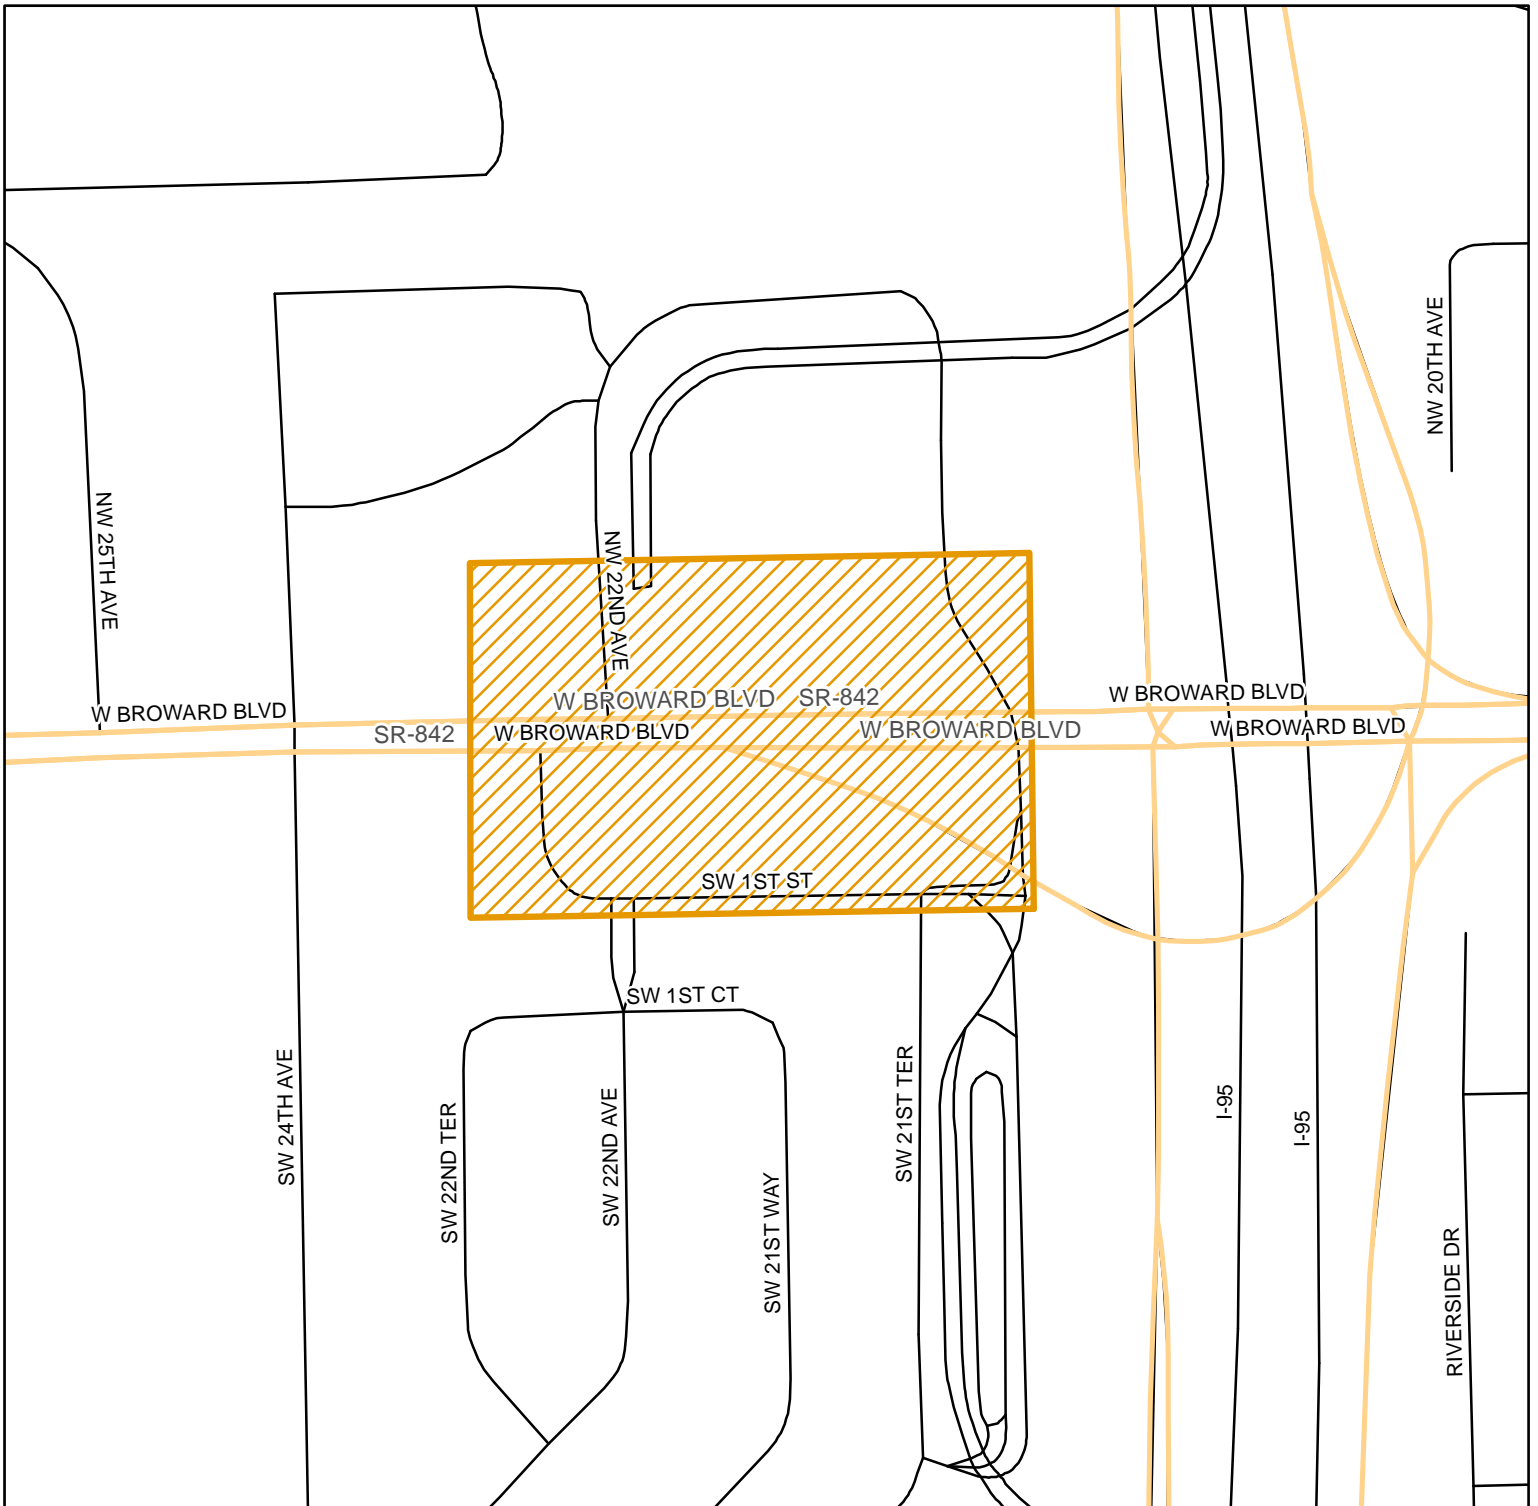 NW 20TH AVE
NW 25TH AVE
NW 22ND AVE
W BROWARD BLVD
W BROWARD BLVD SR-842
W BROWARD BLVD
SR-842
W BROWARD BLVD
W BROWARD BLVD
W BROWARD BLVD
SW 1ST ST
SW 1ST CT
SW 24TH AVE
SW 22ND TER
SW 22ND AVE
SW 21ST WAY
SW 21ST TER
I-95
I-95
RIVERSIDE DR